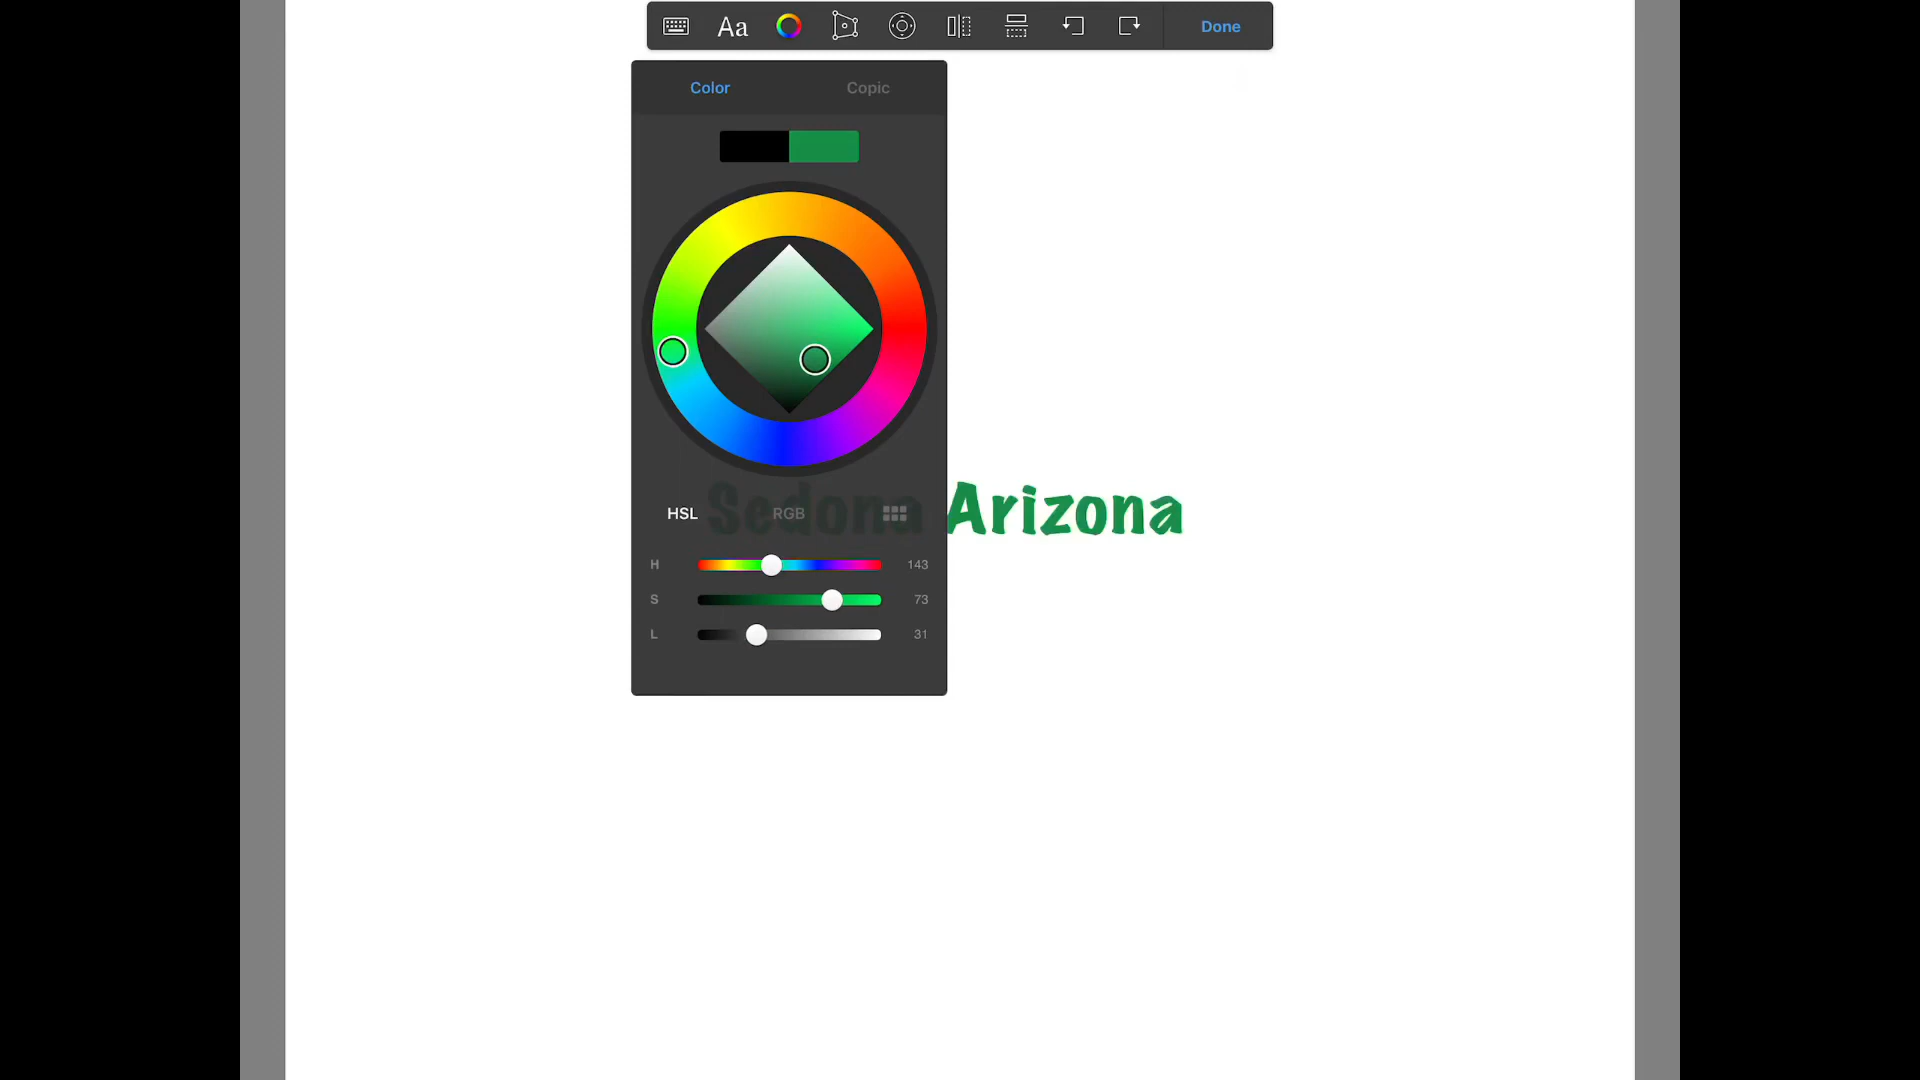 Aa
Done
Color Copic
Sedona Arizona
HSL RGB
H 143
S 73
L 31